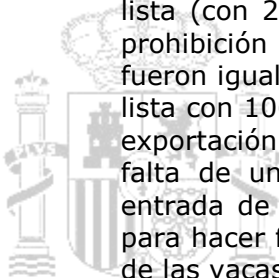 lista (con 2
prohibición
fueron igual
lista con 10
exportación
falta de un
entrada de
para hacer f
de las vacas